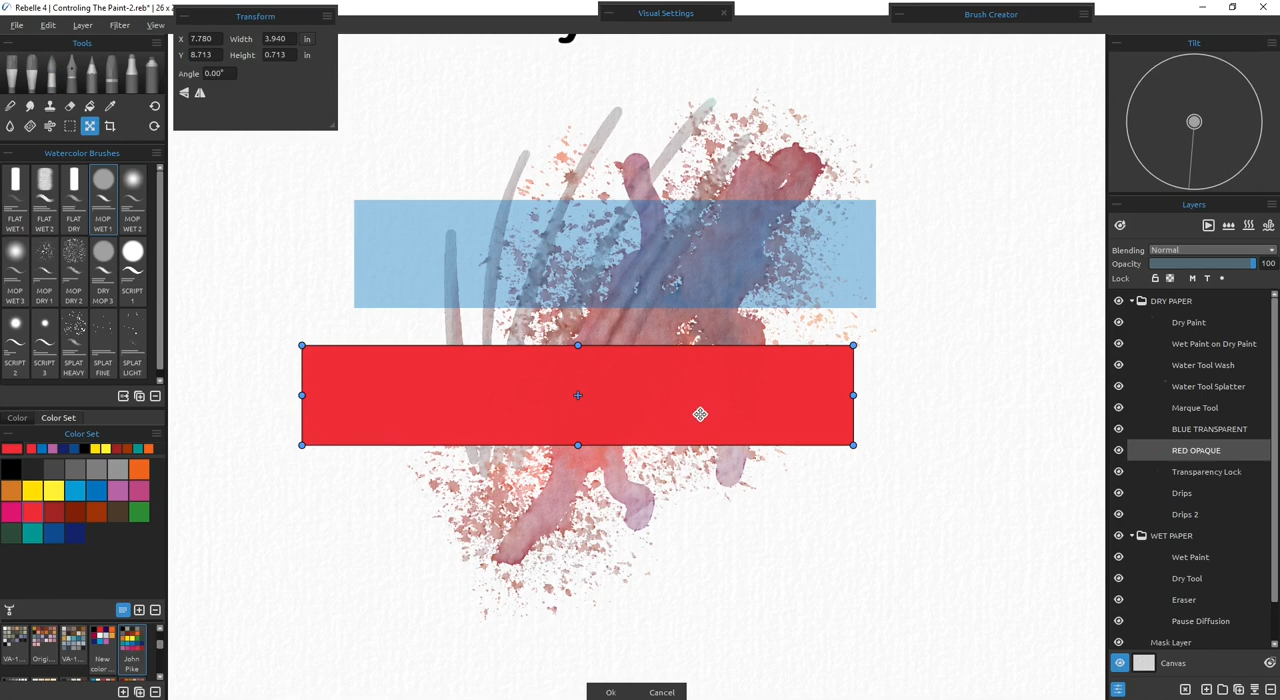 Rebelle 4 | Controling The Paint-2.reb* | 26 x
File Edit Layer Filter View
Transform
X 7.780 Width 3.940 in
Y 8.713 Height 0.713 in
Angle 0.00°
Visual Settings
Brush Creator
Tools
Watercolor Brushes
FLAT WET 1 FLAT WET 2 FLAT DRY MOP WET 1 MOP WET 2
MOP WET 3 MOP DRY 1 MOP DRY 2 DRY MOP 3 SCRIPT 1
SCRIPT 2 SCRIPT 3 SPLAT HEAVY SPLAT FINE SPLAT LIGHT
Color Color Set
Color Set
VA-1... Origi... VA-1... New color ... John Pike
Tilt
Layers
Blending Normal
Opacity 100
Lock M T
DRY PAPER
Dry Paint
Wet Paint on Dry Paint
Water Tool Wash
Water Tool Splatter
Marque Tool
BLUE TRANSPARENT
RED OPAQUE
Transparency Lock
Drips
Drips 2
WET PAPER
Wet Paint
Dry Tool
Eraser
Pause Diffusion
Mask Layer
Canvas
Ok Cancel